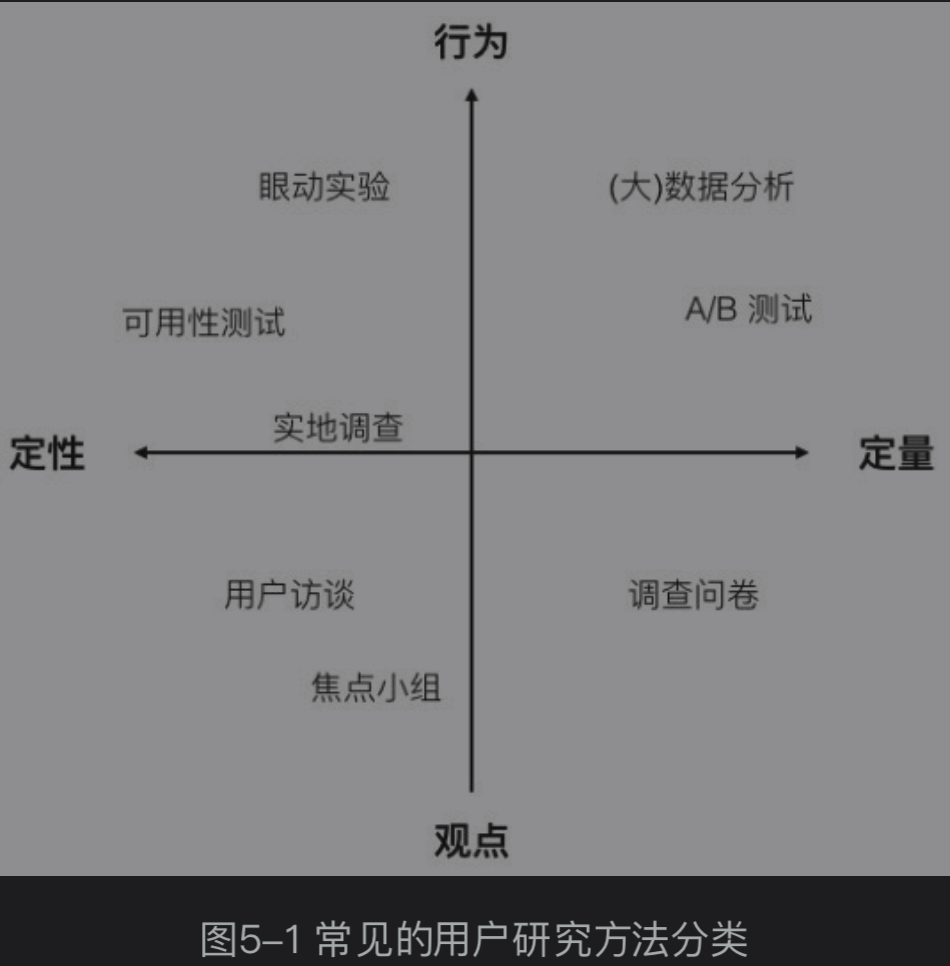 行为
眼动实验
(大)数据分析
可用性测试
A/B 测试
实地调查
定性
定量
用户访谈
调查问卷
焦点小组
观点
图5–1 常见的用户研究方法分类